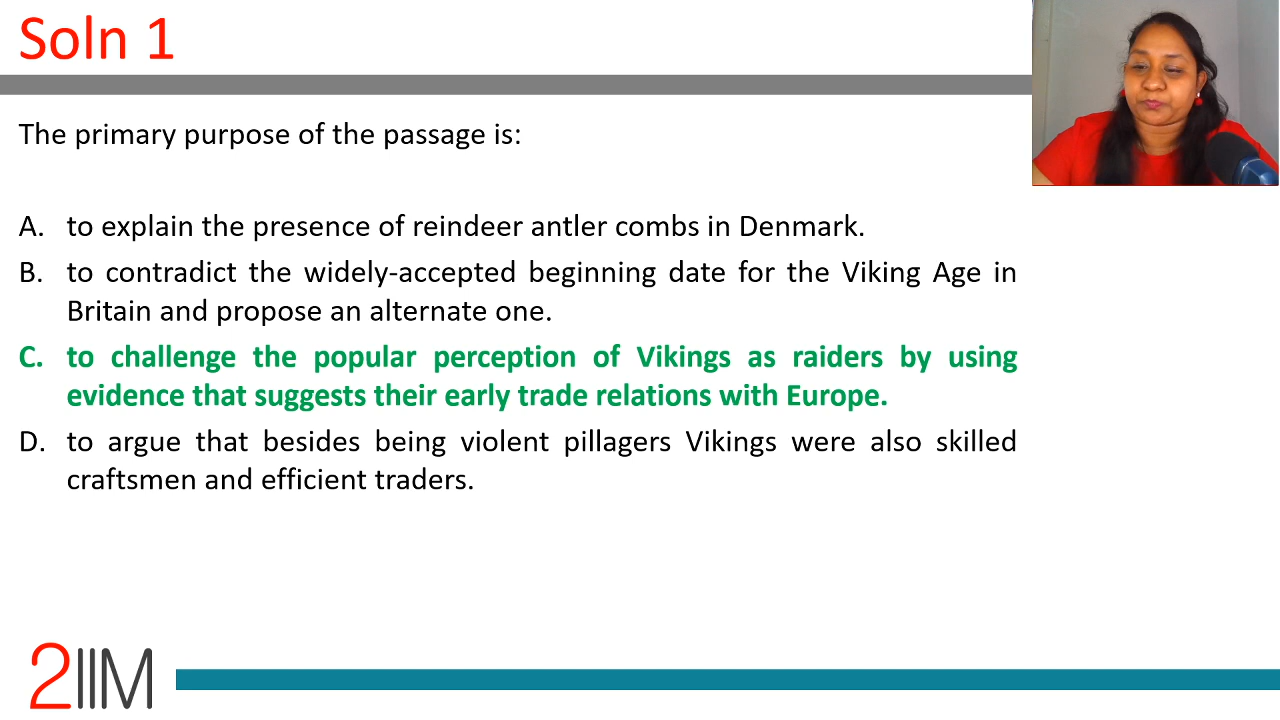 Soln 1
The primary purpose of the passage is:
A. to explain the presence of reindeer antler combs in Denmark.
B. to contradict the widely-accepted beginning date for the Viking Age in
Britain and propose an alternate one.
C. to challenge the popular perception of Vikings as raiders by using
evidence that suggests their early trade relations with Europe.
D. to argue that besides being violent pillagers Vikings were also skilled
craftsmen and efficient traders.
2IIM